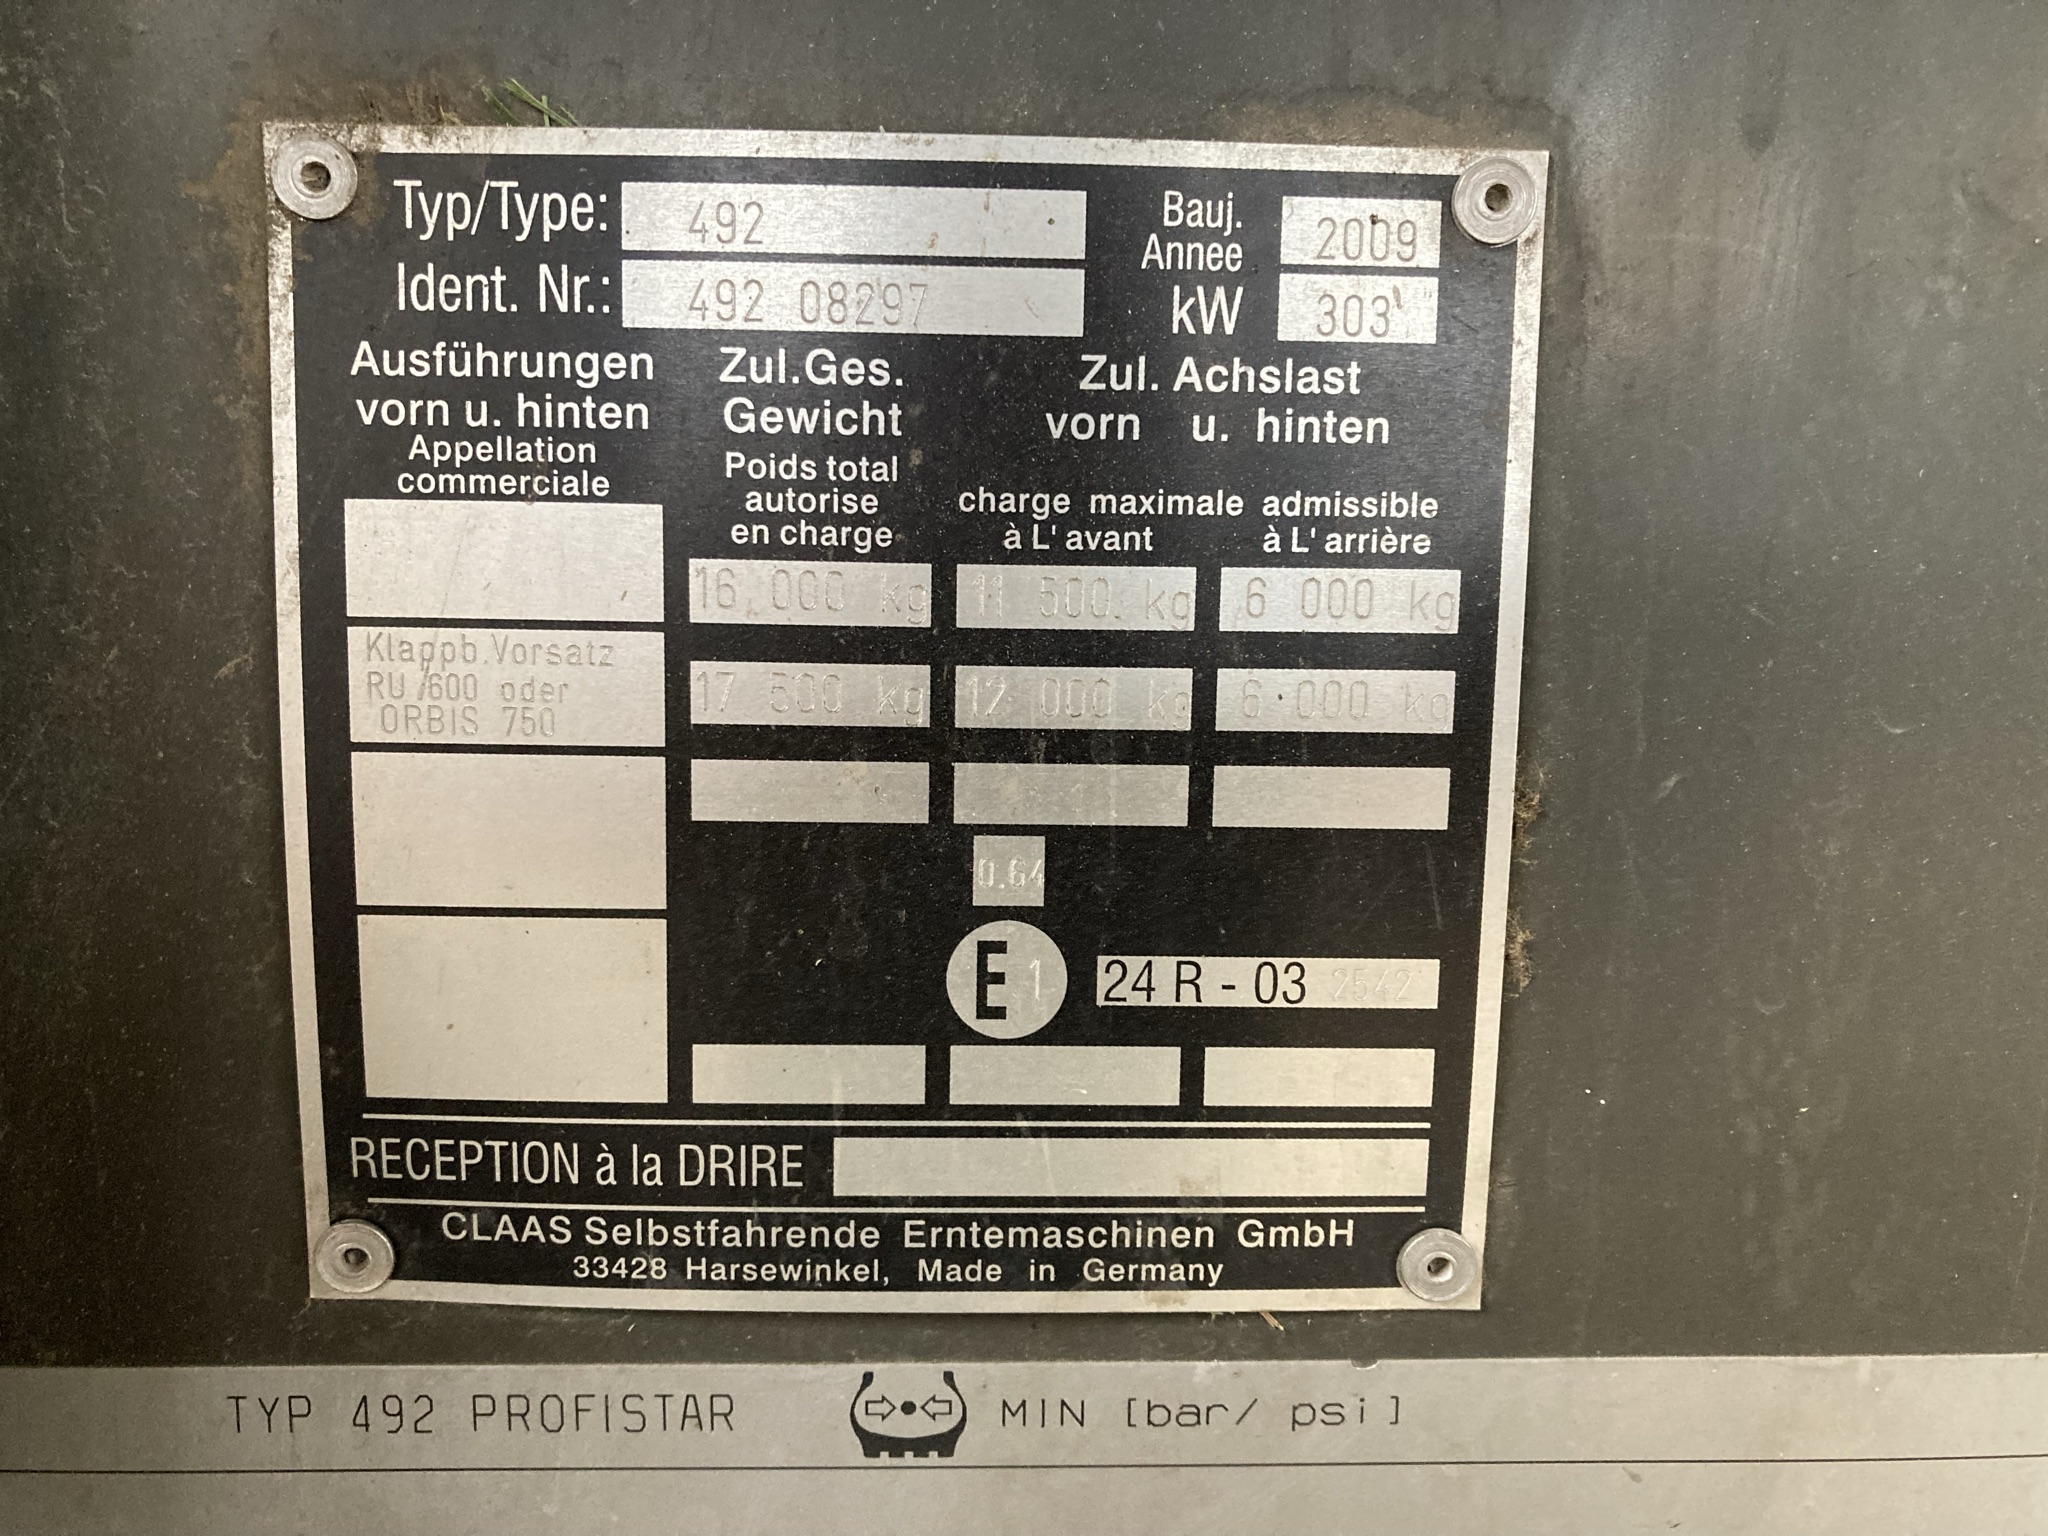 Typ/Type: 492 Bauj. Annee 2009
Ident. Nr.: 492 08297 kW 303
Ausführungen vorn u. hinten
Appellation commerciale
Zul.Ges. Gewicht
Poids total autorise en charge
Zul. Achslast
vorn u. hinten
charge maximale admissible
à L' avant à L' arrière
16 000 kg 11 500 kg 6 000 kg
Klappb.Vorsatz
RU 600 oder
ORBIS 750
17 500 kg 12 000 kg 6 000 kg
0.64
E 1 24 R - 03 2542
RECEPTION à la DRIRE
CLAAS Selbstfahrende Erntemaschinen GmbH
33428 Harsewinkel, Made in Germany
TYP 492 PROFISTAR MIN [bar/ psi]